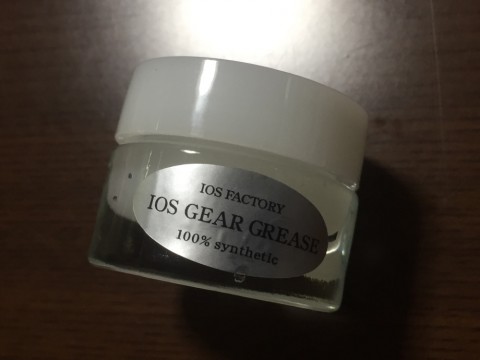 IOS FACTORY
IOS GEAR GREASE
100% synthetic